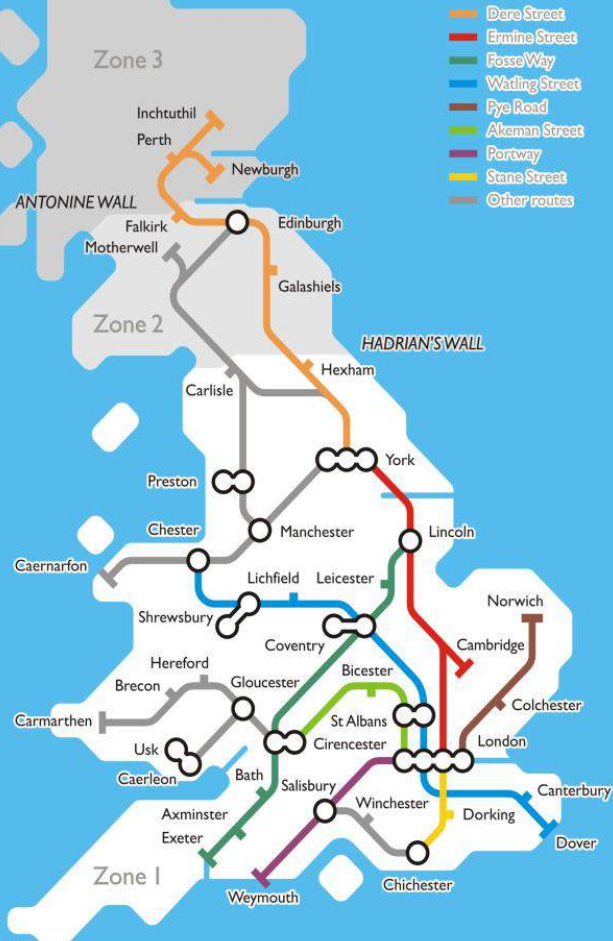 Dere Street
Ermine Street
Fosse Way
Watling Street
Pye Road
Akeman Street
Portway
Stane Street
Other routes
Zone 3
Inchtuthil
Perth
Newburgh
ANTONINE WALL
Falkirk
Edinburgh
Motherwell
Galashiels
Zone 2
HADRIAN'S WALL
Hexham
Carlisle
York
Preston
Chester
Manchester
Lincoln
Caernarfon
Lichfield
Leicester
Norwich
Shrewsbury
Coventry
Cambridge
Hereford
Bicester
Brecon
Gloucester
Colchester
Carmarthen
St Albans
Usk
Cirencester
London
Caerleon
Bath
Salisbury
Canterbury
Axminster
Winchester
Dorking
Exeter
Dover
Zone 1
Chichester
Weymouth